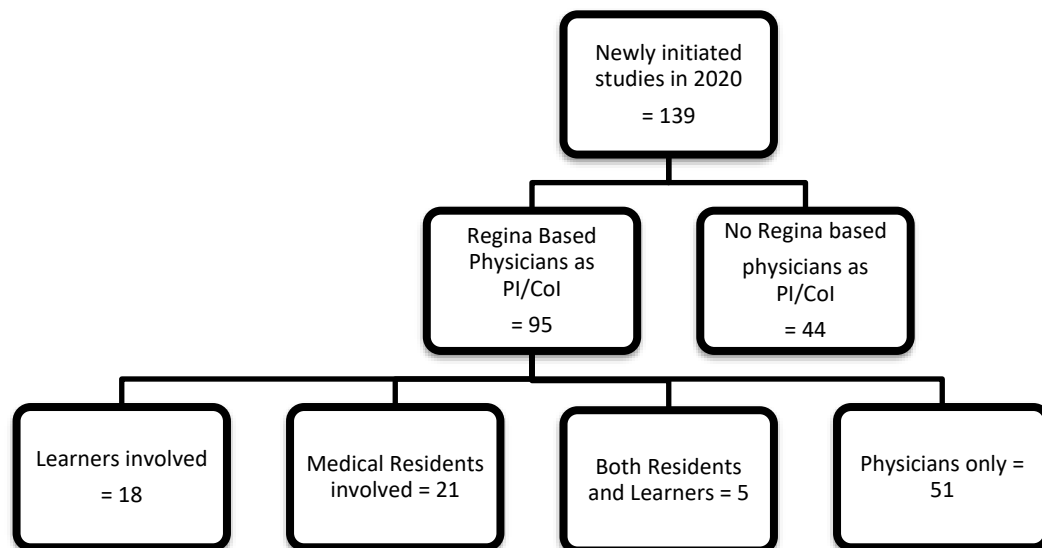 Newly initiated
studies in 2020
= 139
Regina Based
Physicians as
PI/CoI
= 95
No Regina based
physicians as
PI/CoI
= 44
Learners involved
= 18
Medical Residents
involved = 21
Both Residents
and Learners = 5
Physicians only =
51